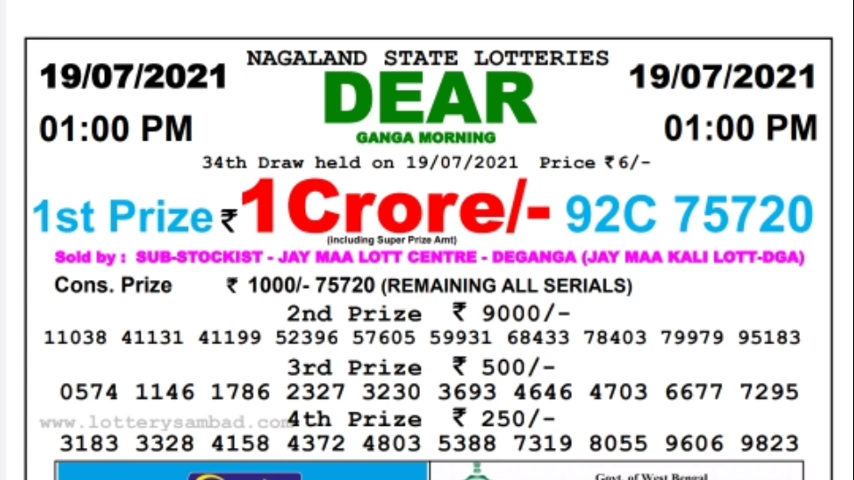 NAGALAND STATE LOTTERIES
19/07/2021 DEAR 19/07/2021
01:00 PM GANGA MORNING 01:00 PM
34th Draw held on 19/07/2021 Price ₹6/-
1st Prize ₹1Crore/- 92C 75720
(Including Super Prize Amt)
Sold by : SUB-STOCKIST - JAY MAA LOTT CENTRE - DEGANGA (JAY MAA KALI LOTT-DGA)
Cons. Prize ₹ 1000/- 75720 (REMAINING ALL SERIALS)
2nd Prize ₹ 9000/-
11038 41131 41199 52396 57605 59931 68433 78403 79979 95183
3rd Prize ₹ 500/-
0574 1146 1786 2327 3230 3693 4646 4703 6677 7295
www.lotterysambad.com 4th Prize ₹ 250/-
3183 3328 4158 4372 4803 5388 7319 8055 9606 9823
Govt. of West Bengal